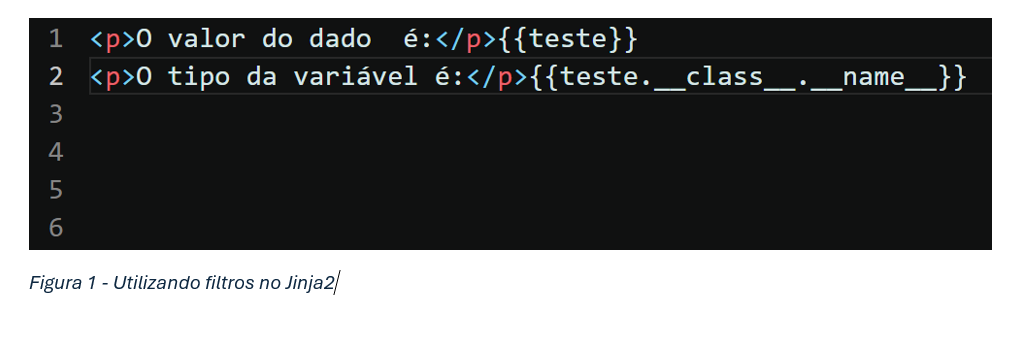 1 <p>O valor do dado  é:</p>{{teste}}
2 <p>O tipo da variável é:</p>{{teste.__class__.__name__}}
3
4
5
6
Figura 1 - Utilizando filtros no Jinja2